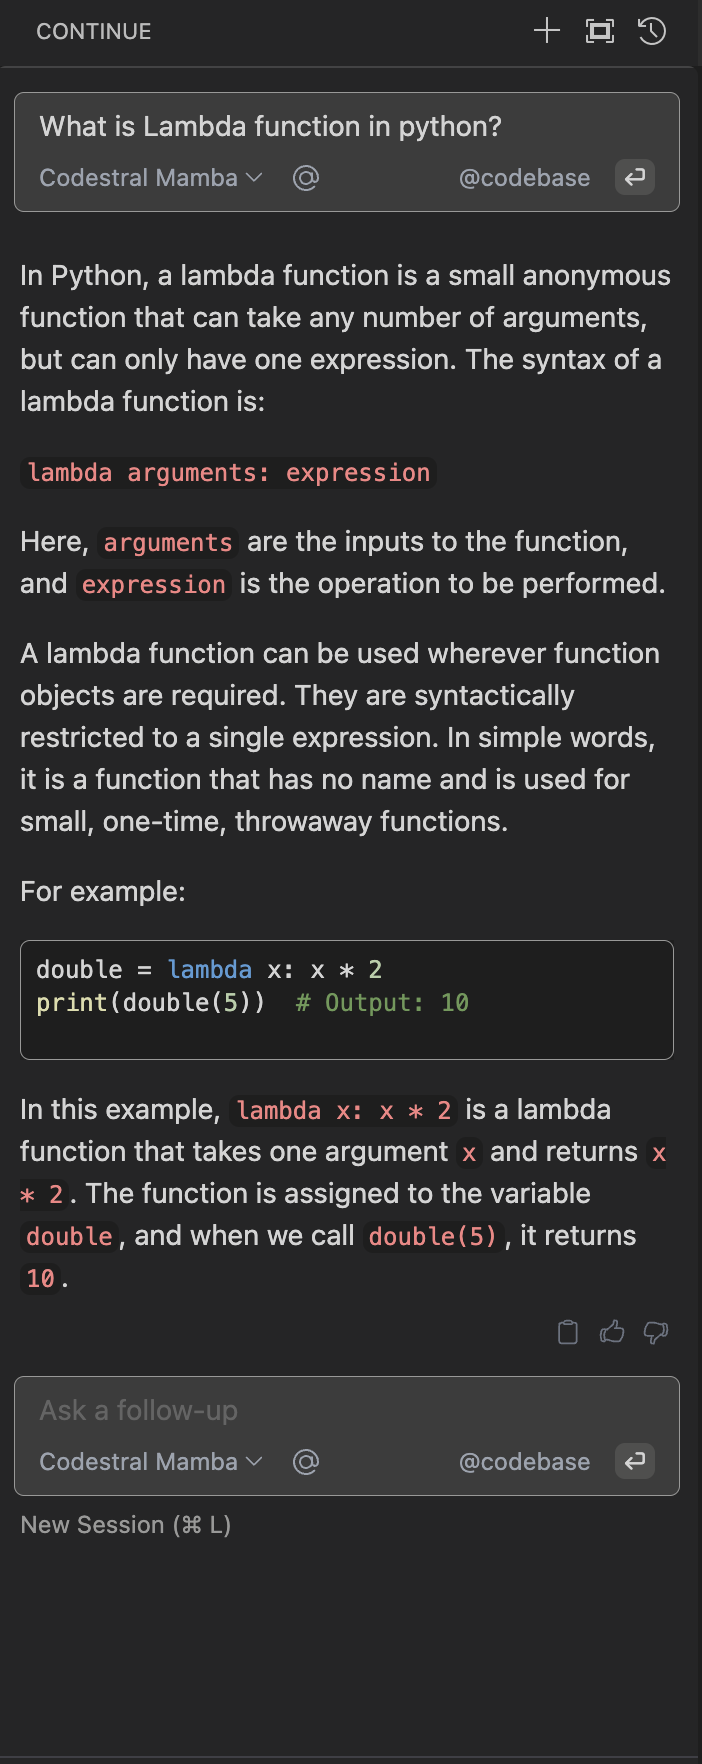 CONTINUE
What is Lambda function in python?
Codestral Mamba @codebase
In Python, a lambda function is a small anonymous
function that can take any number of arguments,
but can only have one expression. The syntax of a
lambda function is:
lambda arguments: expression
Here, arguments are the inputs to the function,
and expression is the operation to be performed.
A lambda function can be used wherever function
objects are required. They are syntactically
restricted to a single expression. In simple words,
it is a function that has no name and is used for
small, one-time, throwaway functions.
For example:
double = lambda x: x * 2
print(double(5))  # Output: 10
In this example, lambda x: x * 2 is a lambda
function that takes one argument x and returns x
* 2. The function is assigned to the variable
double, and when we call double(5), it returns
10.
Ask a follow-up
Codestral Mamba @codebase
New Session (⌘ L)